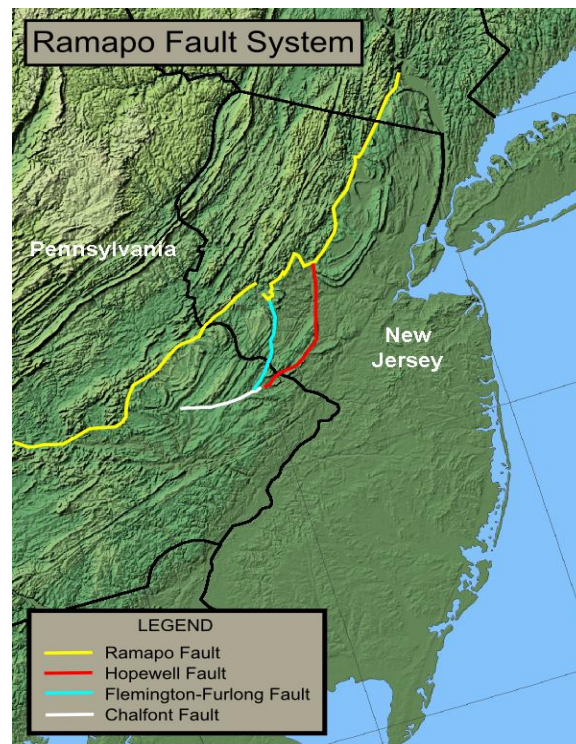 Ramapo Fault System
Pennsylvania
New
Jersey
LEGEND
Ramapo Fault
Hopewell Fault
Flemington-Furlong Fault
Chalfont Fault